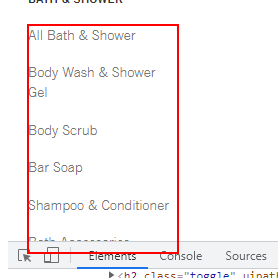 BATH & SHOWER
All Bath & Shower
Body Wash & Shower
Gel
Body Scrub
Bar Soap
Shampoo & Conditioner
Bath Accessories
Elements Console Sources
<h2 class="toggle" uipath